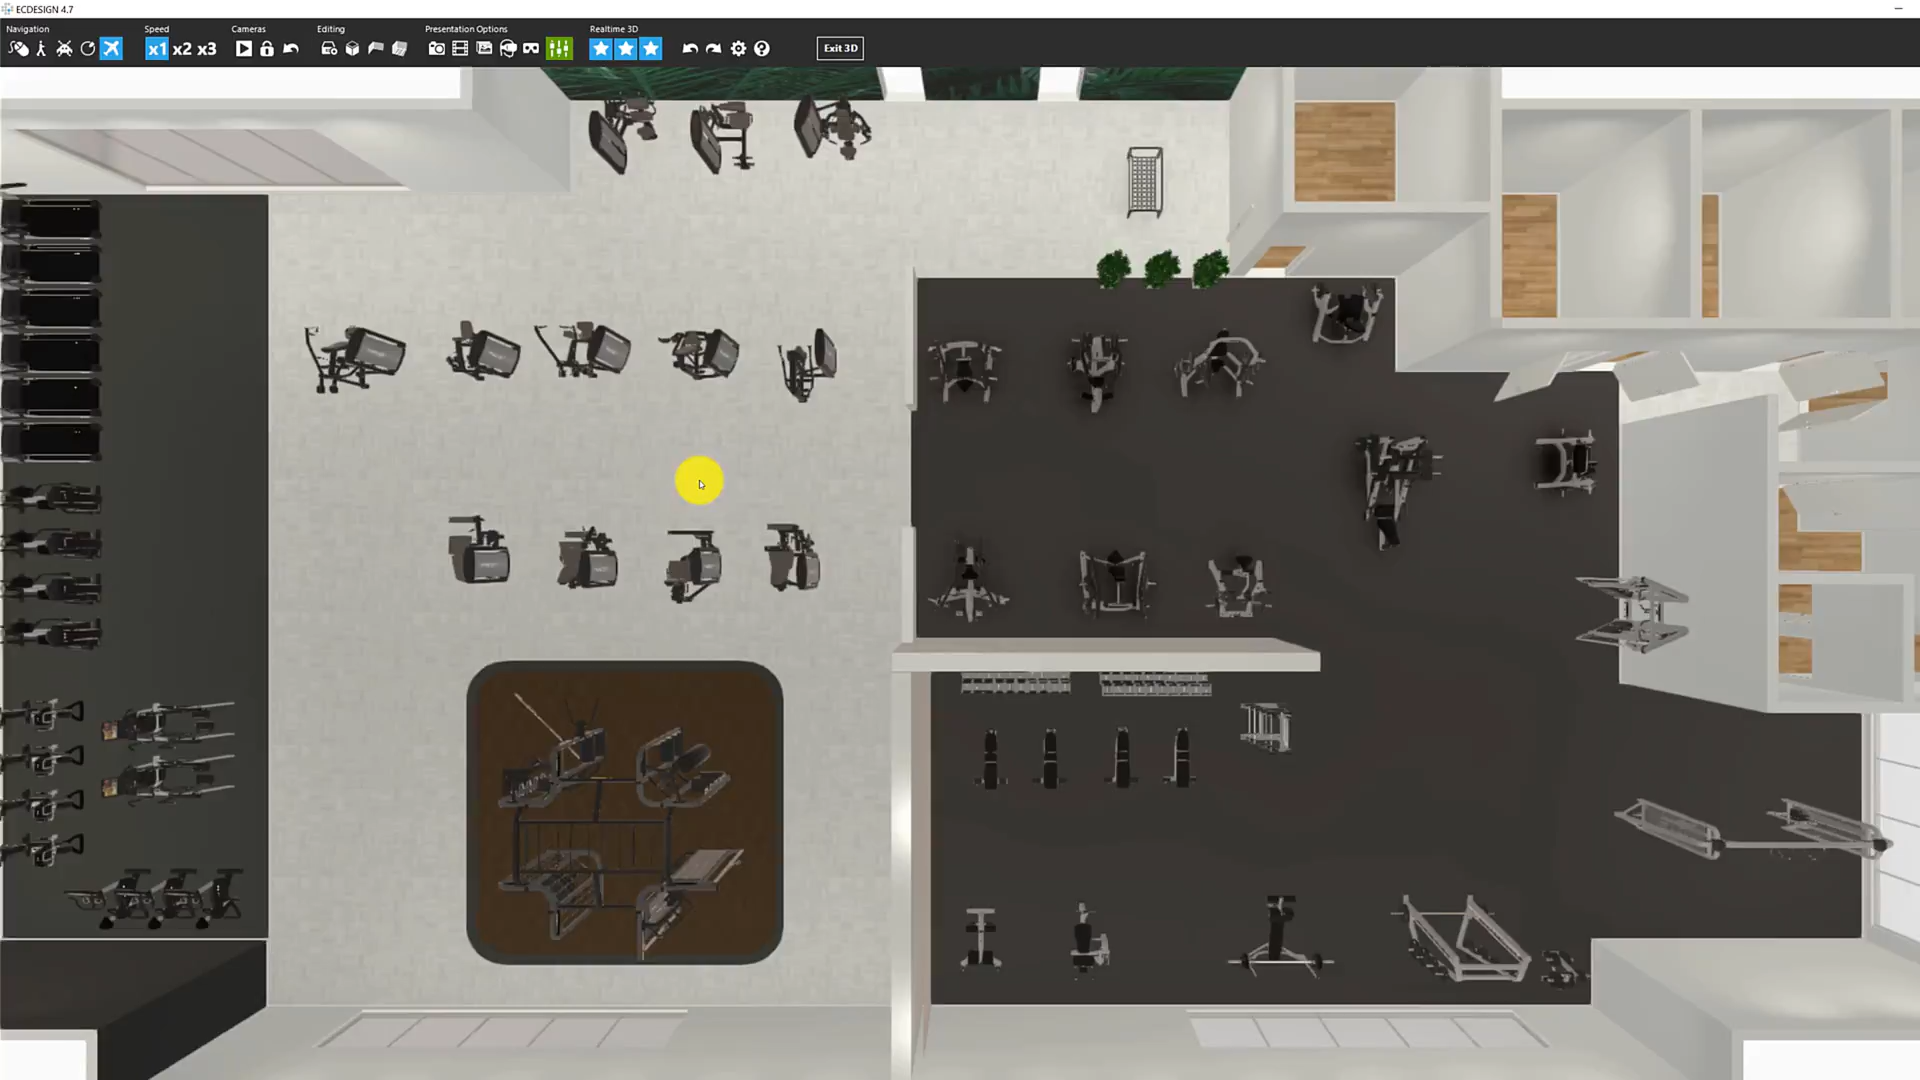 ECDESIGN 4.7
Navigation Speed Cameras Editing Presentation Options Realtime 3D
x1 x2 x3 Exit 3D